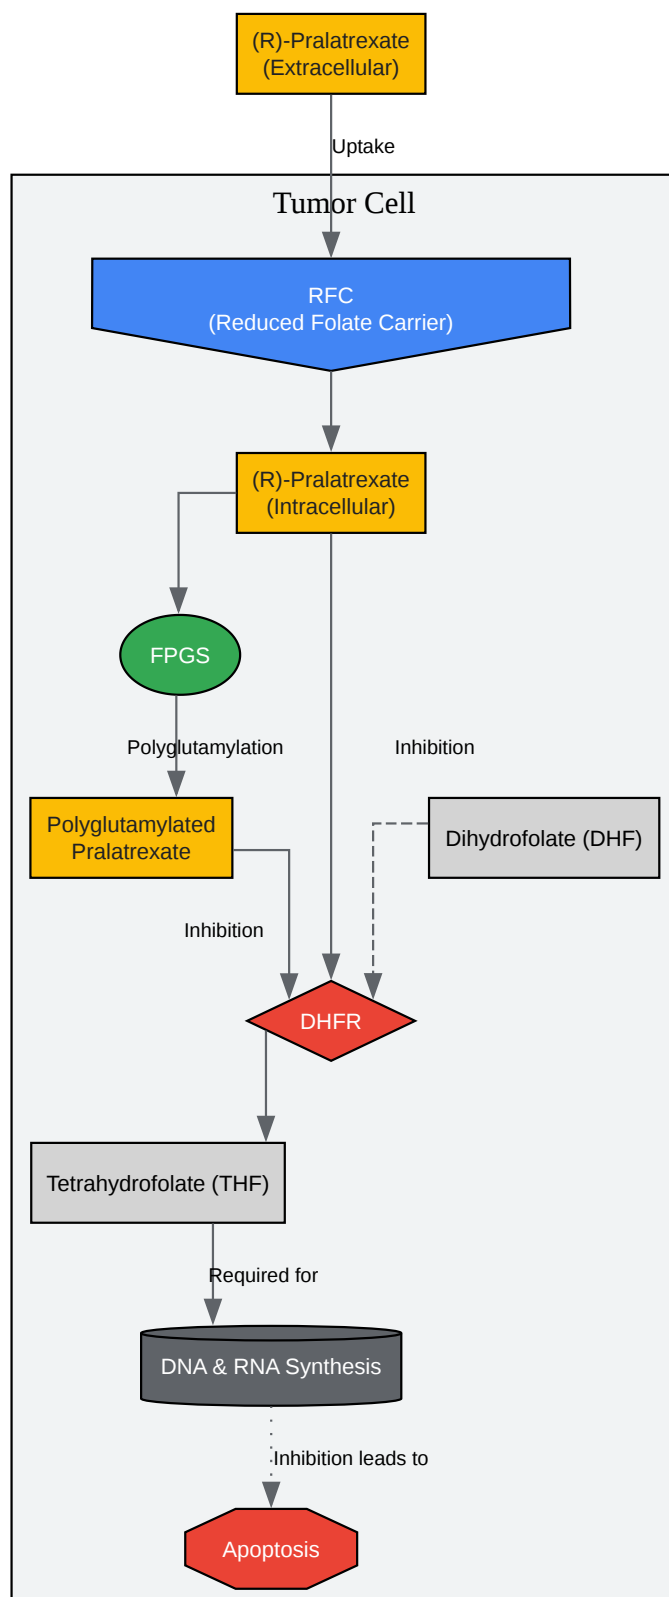 (R)-Pralatrexate
(Extracellular)
Uptake
Tumor Cell
RFC
(Reduced Folate Carrier)
(R)-Pralatrexate
(Intracellular)
FPGS
Polyglutamylation
Inhibition
Polyglutamylated
Pralatrexate
Dihydrofolate (DHF)
Inhibition
DHFR
Tetrahydrofolate (THF)
Required for
DNA & RNA Synthesis
Inhibition leads to
Apoptosis